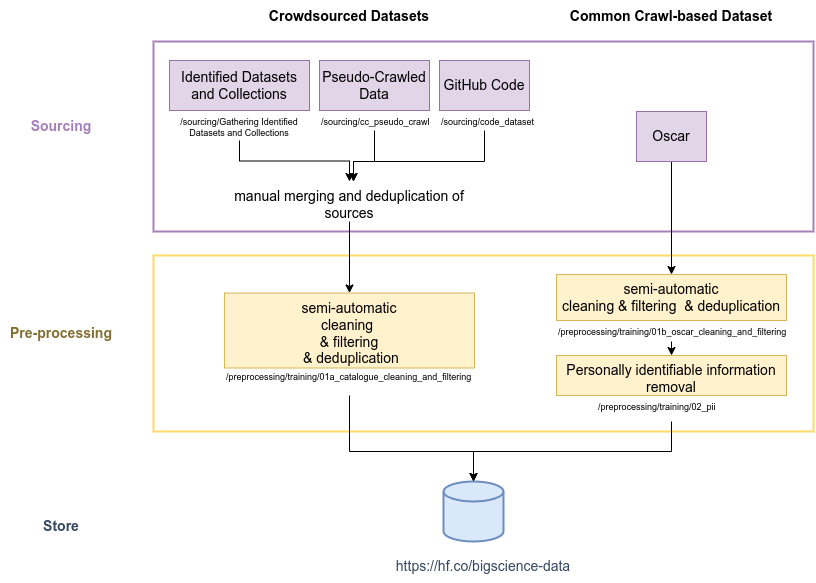 Crowdsourced Datasets
Common Crawl-based Dataset
Sourcing
Identified Datasets
and Collections
/sourcing/Gathering Identified
Datasets and Collections
Pseudo-Crawled
Data
/sourcing/cc_pseudo_crawl
GitHub Code
/sourcing/code_dataset
Oscar
manual merging and deduplication of
sources
Pre-processing
semi-automatic
cleaning
& filtering
& deduplication
/preprocessing/training/01a_catalogue_cleaning_and_filtering
semi-automatic
cleaning & filtering & deduplication
/preprocessing/training/01b_oscar_cleaning_and_filtering
Personally identifiable information
removal
/preprocessing/training/02_pii
Store
https://hf.co/bigscience-data